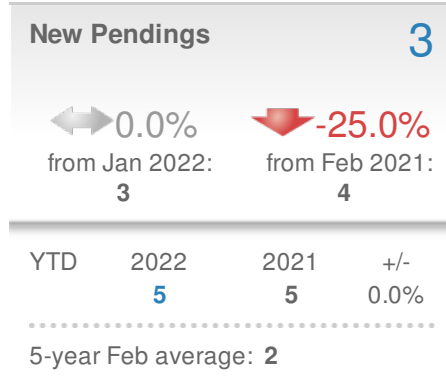 New Pendings 3
0.0% -25.0%
from Jan 2022: from Feb 2021:
3 4
YTD 2022 2021 +/-
5 5 0.0%
5-year Feb average: 2